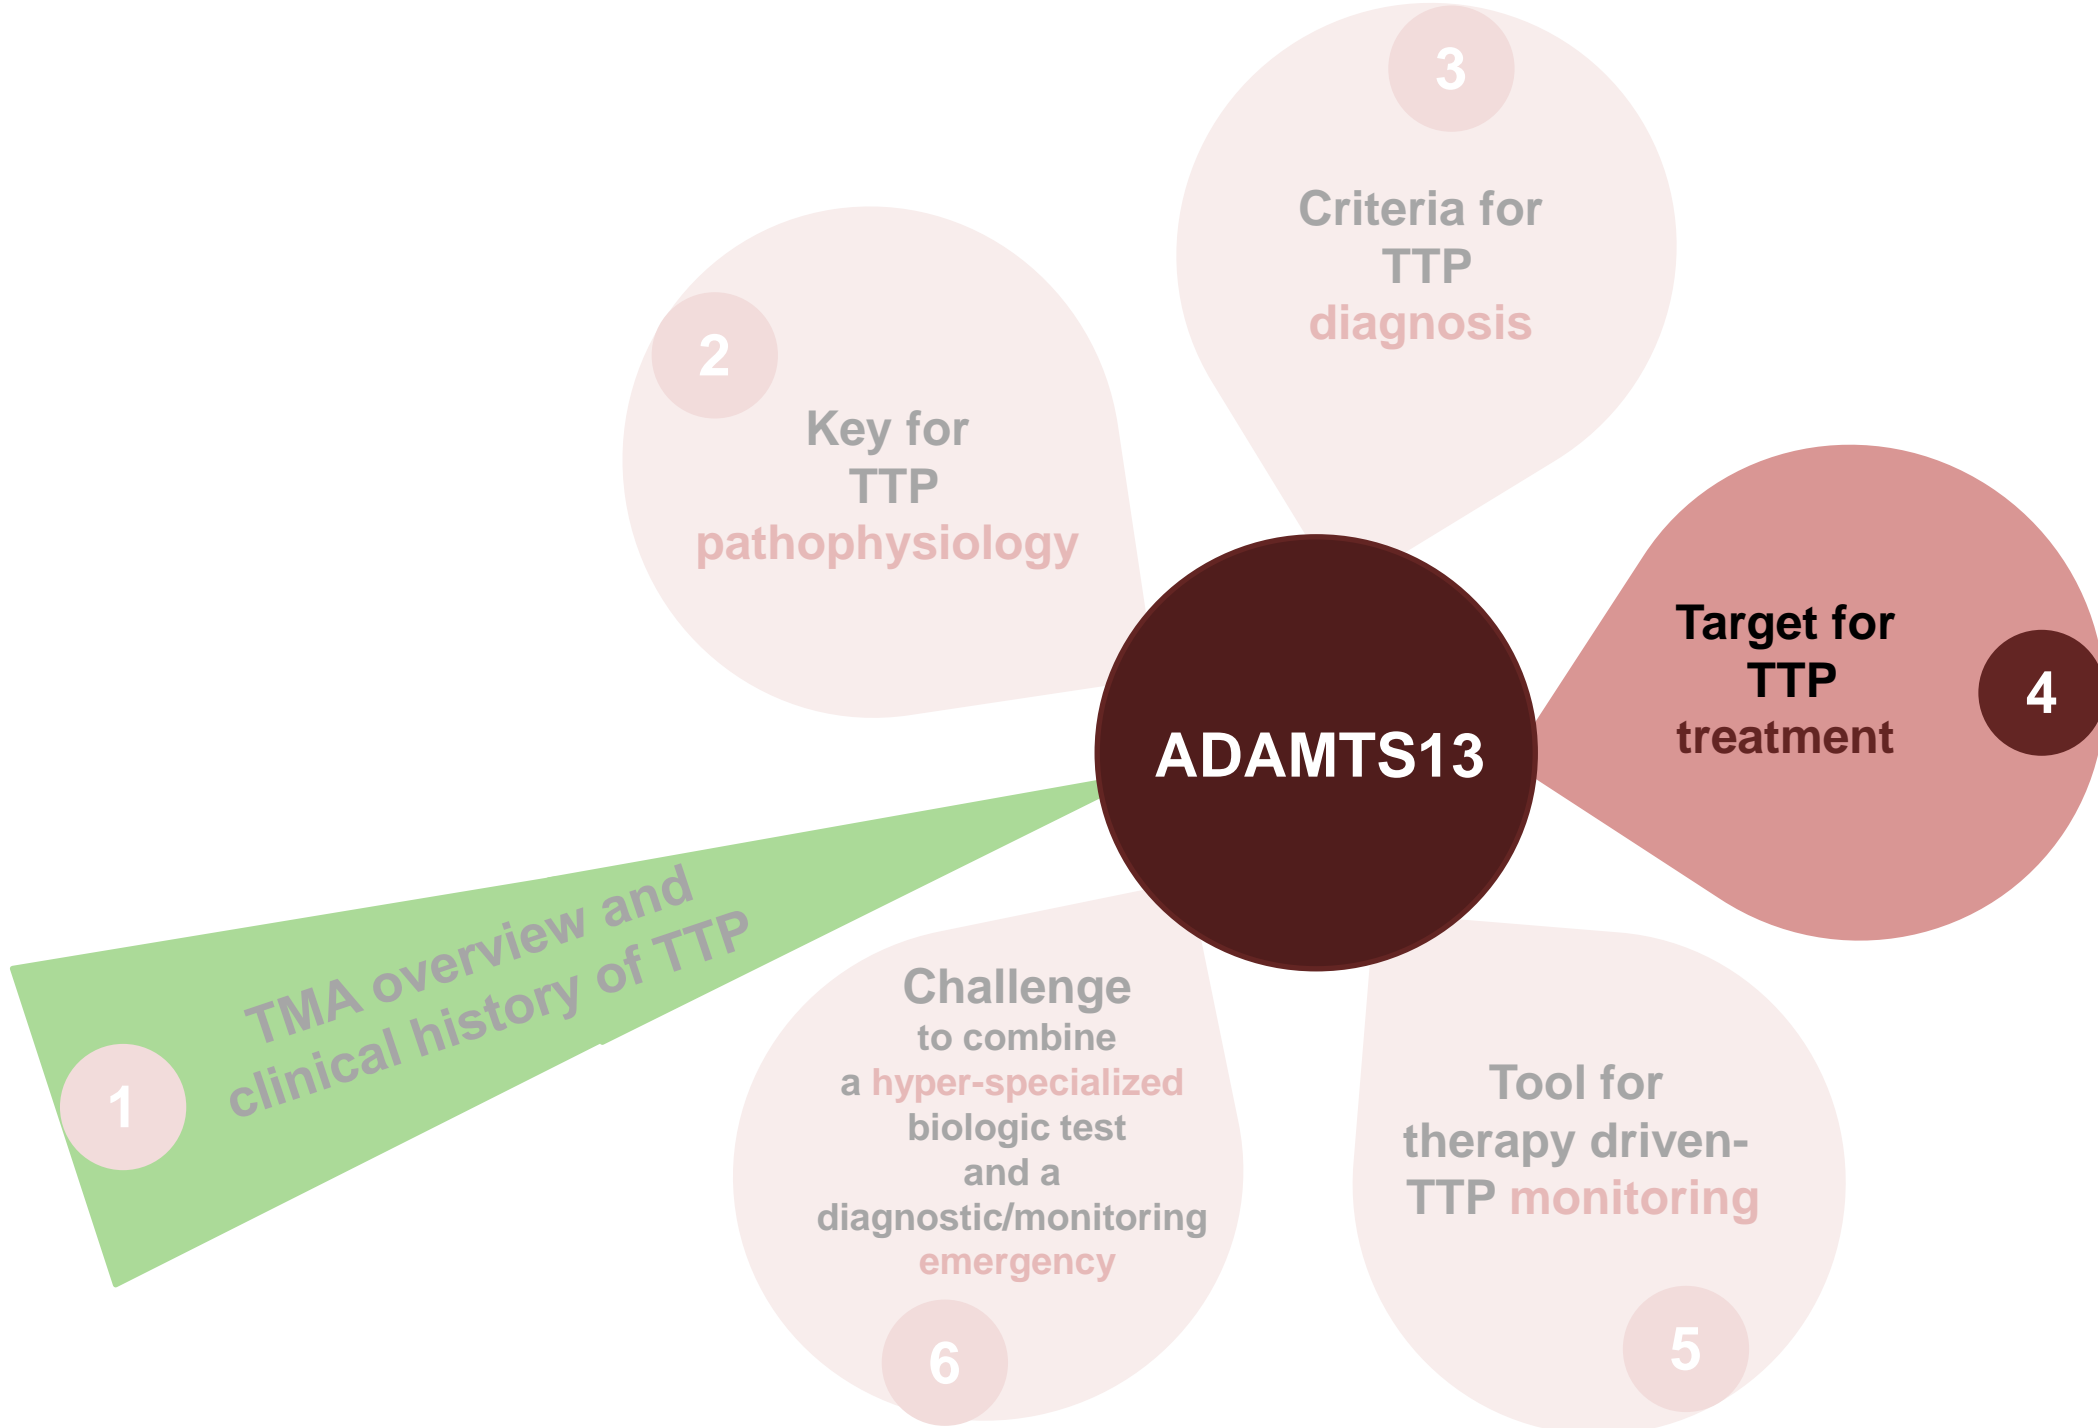 ADAMTS13
1
TMA overview and
clinical history of TTP
2
Key for
TTP
pathophysiology
3
Criteria for
TTP
diagnosis
4
Target for
TTP
treatment
5
Tool for
therapy driven-
TTP monitoring
6
Challenge
to combine
a hyper-specialized
biologic test
and a
diagnostic/monitoring
emergency